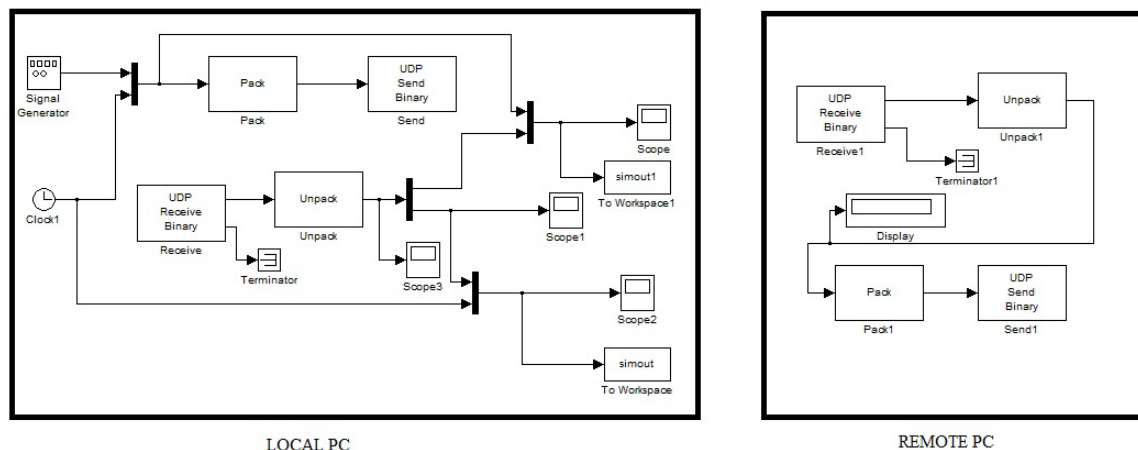 Signal
Generator
Pack
Pack
UDP
Send
Binary
Send
Scope
simout1
To Workspace1
Clock1
UDP
Receive
Binary
Receive
Unpack
Unpack
Terminator
Scope3
Scope1
Scope2
simout
To Workspace
LOCAL PC
UDP
Receive
Binary
Receive1
Unpack
Unpack1
Terminator1
Display
Pack
Pack1
UDP
Send
Binary
Send1
REMOTE PC